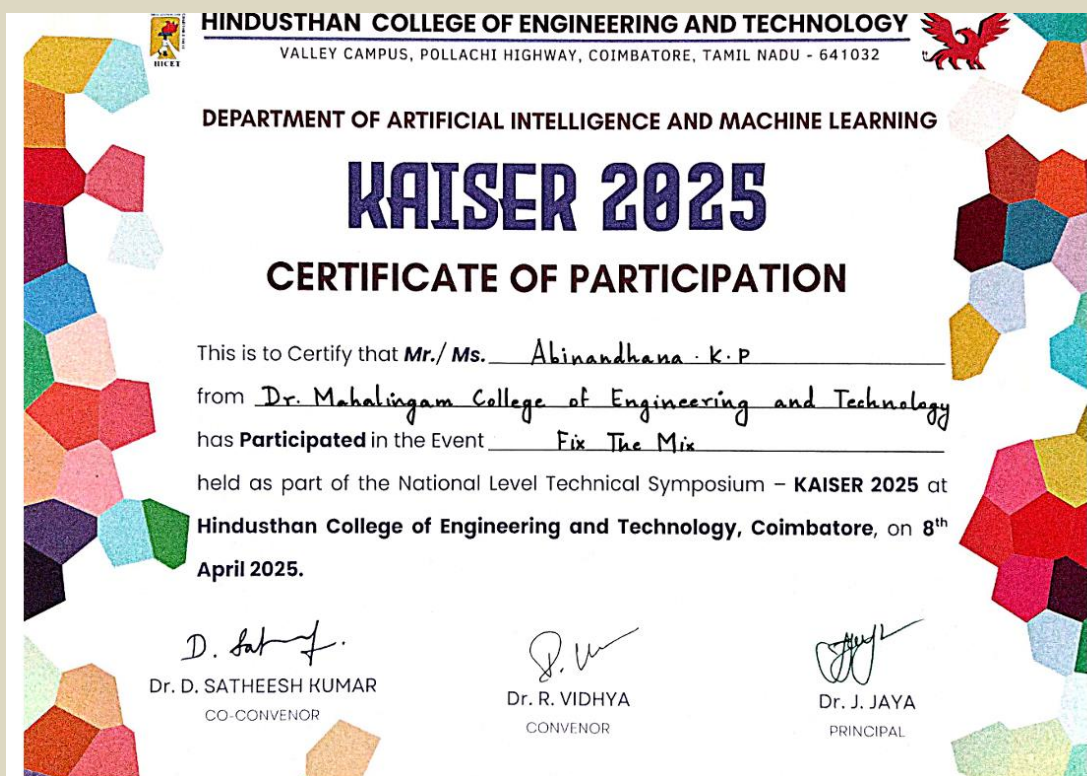 HINDUSTHAN COLLEGE OF ENGINEERING AND TECHNOLOGY
HICET
VALLEY CAMPUS, POLLACHI HIGHWAY, COIMBATORE, TAMIL NADU - 641032
DEPARTMENT OF ARTIFICIAL INTELLIGENCE AND MACHINE LEARNING
KAISER 2025
CERTIFICATE OF PARTICIPATION
This is to Certify that Mr./ Ms. Abinandhana . K . P
from Dr. Mahalingam College of Engineering and Technology
has Participated in the Event Fix The Mix
held as part of the National Level Technical Symposium – KAISER 2025 at
Hindusthan College of Engineering and Technology, Coimbatore, on 8th
April 2025.
D. Sat
Dr. D. SATHEESH KUMAR
CO-CONVENOR
Dr. R. VIDHYA
CONVENOR
Dr. J. JAYA
PRINCIPAL